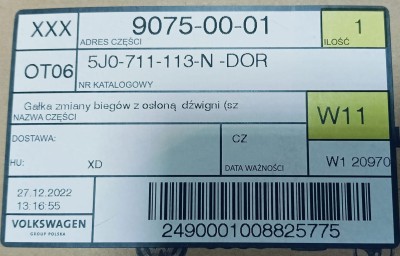 XXX 9075-00-01 1
ADRES CZĘŚCI ILOŚĆ
OT06 5J0-711-113-N -DOR
NR KATALOGOWY
Gałka zmiany biegów z osłoną dźwigni (sz
NAZWA CZĘŚCI
W11
DOSTAWA: CZ
HU: XD DATA WAŻNOŚCI W1 20970
27.12.2022
13:16:55
VOLKSWAGEN
GROUP POLSKA
2490001008825775